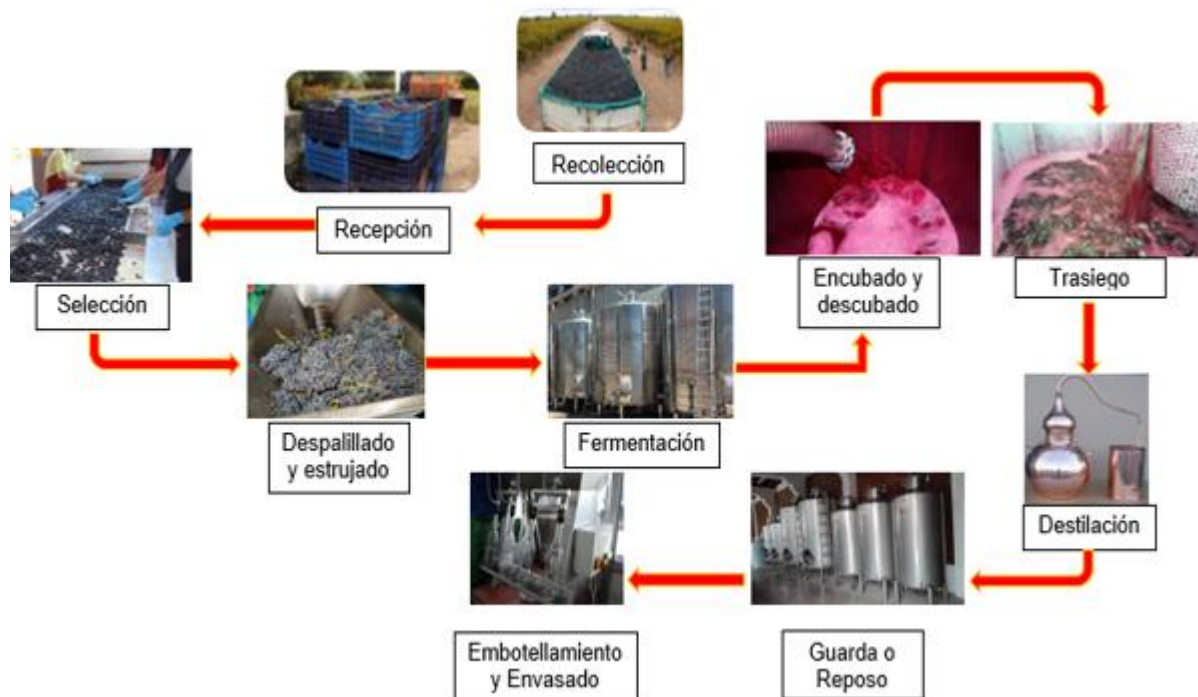 Recolección
Recepción
Selección
Despalillado
y estrujado
Fermentación
Encubado y
descubado
Trasiego
Destilación
Guarda o
Reposo
Embotellamiento
y Envasado